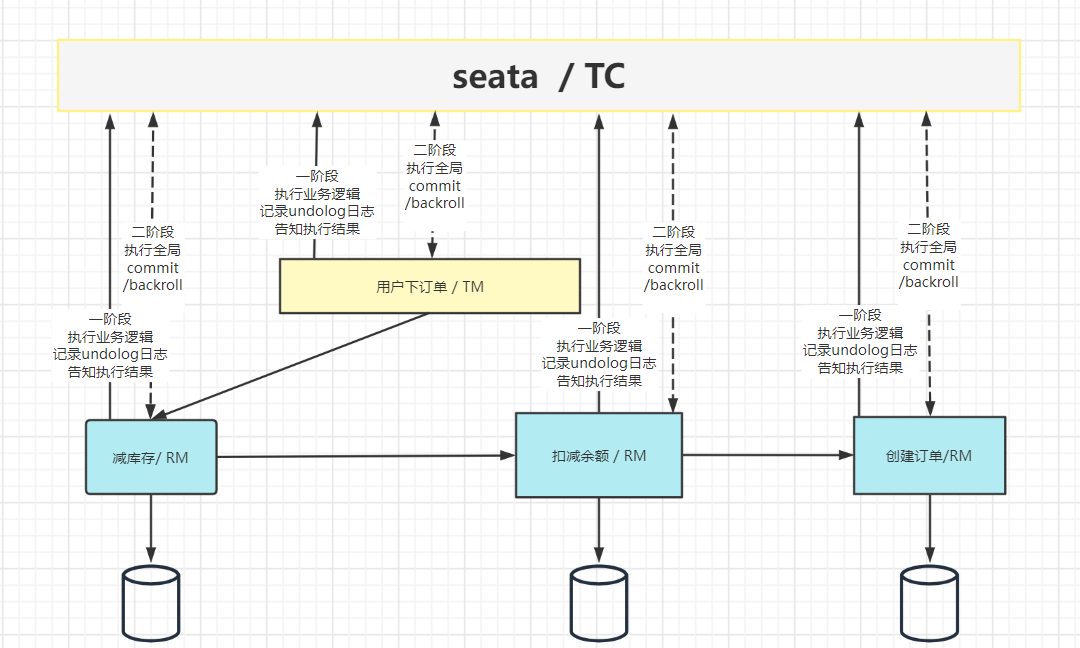 seata / TC
一阶段
执行业务逻辑
记录undolog日志
告知执行结果
二阶段
执行全局
commit
/backroll
二阶段
执行全局
commit
/backroll
二阶段
执行全局
commit
/backroll
二阶段
执行全局
commit
/backroll
用户下订单 / TM
一阶段
执行业务逻辑
记录undolog日志
告知执行结果
一阶段
执行业务逻辑
记录undolog日志
告知执行结果
一阶段
执行业务逻辑
记录undolog日志
告知执行结果
减库存/ RM
扣减余额 / RM
创建订单/RM